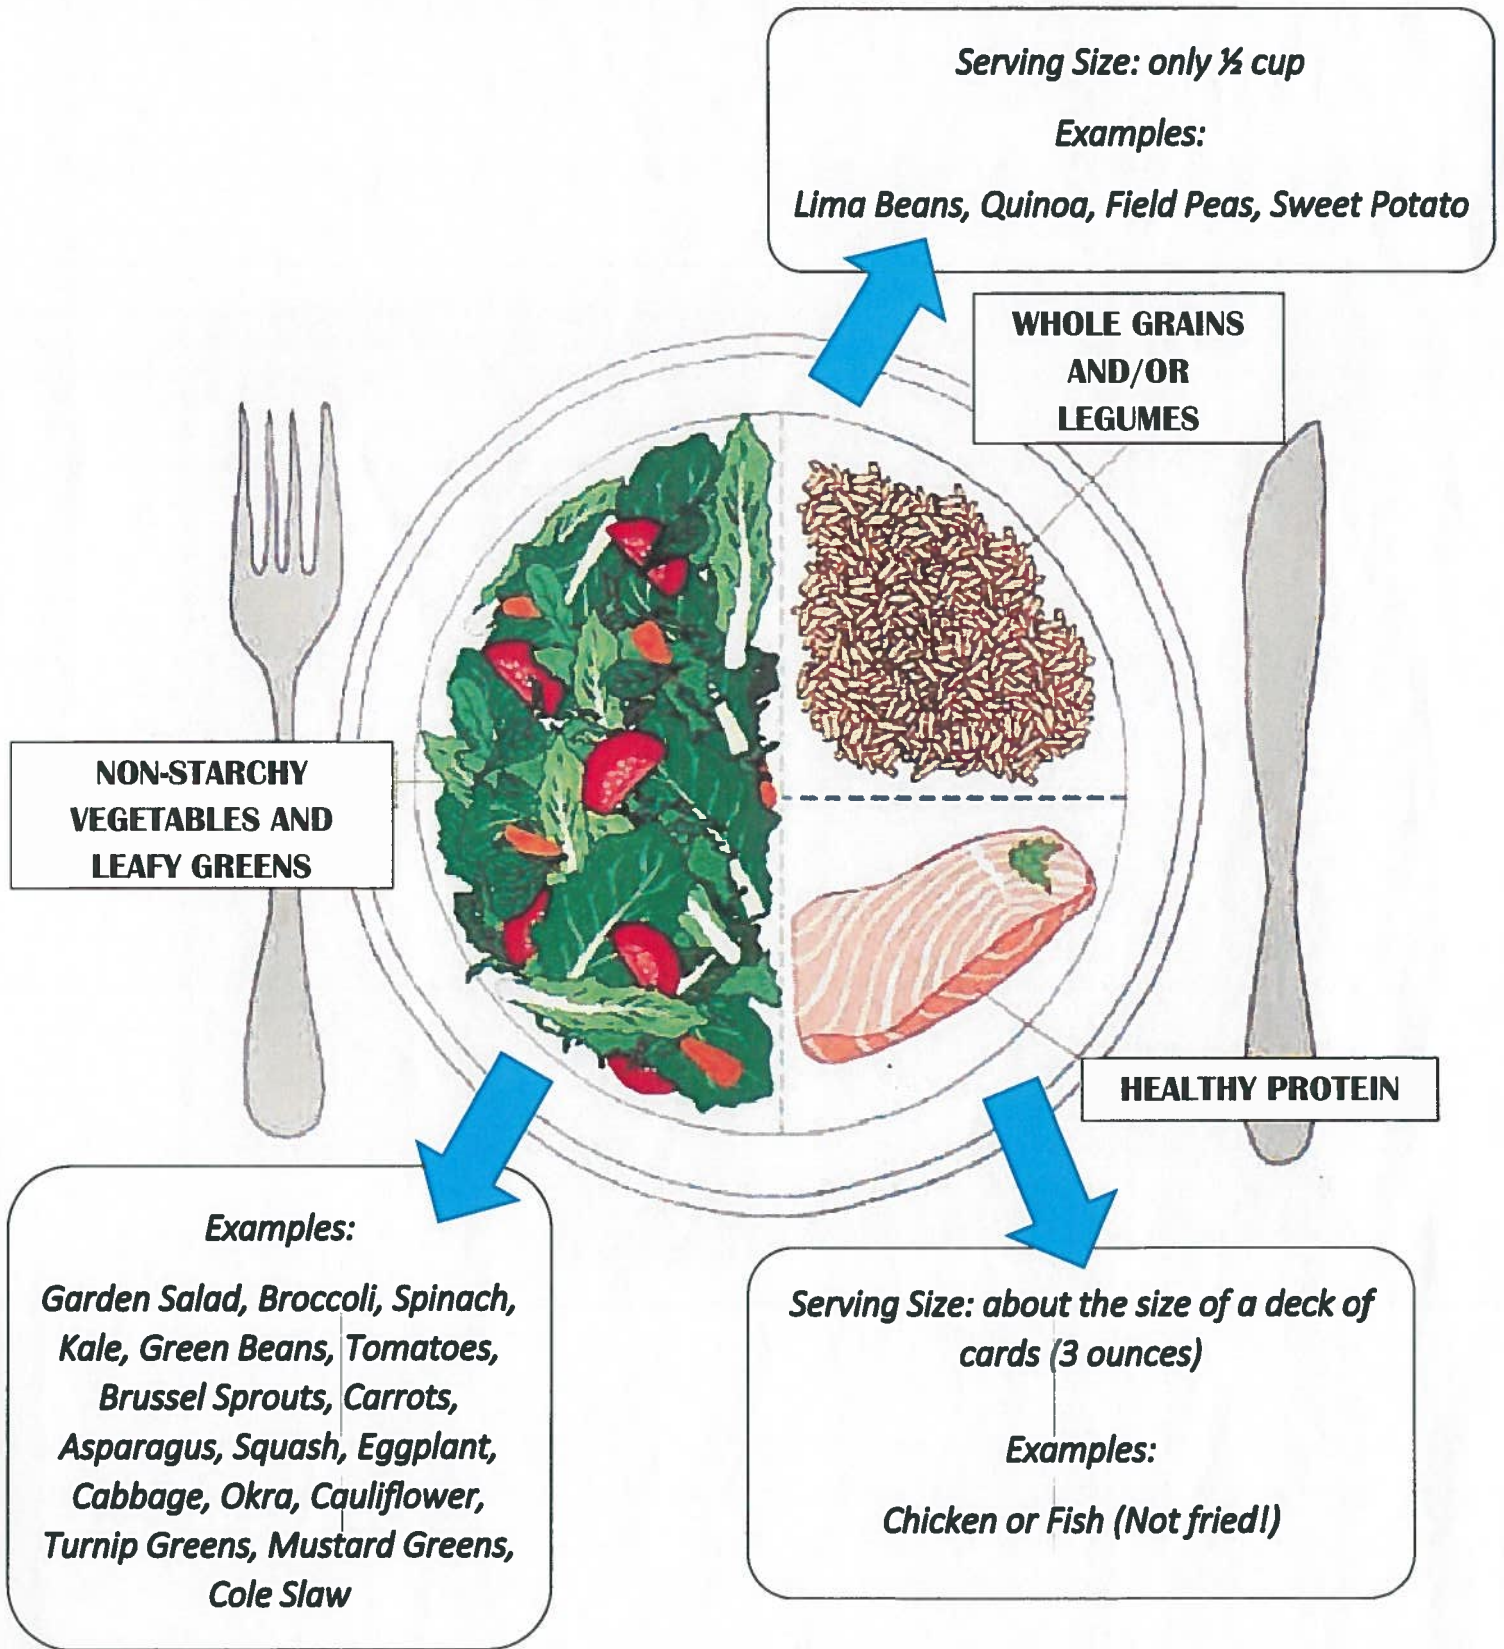 Serving Size: only ½ cup
Examples:
Lima Beans, Quinoa, Field Peas, Sweet Potato
WHOLE GRAINS
AND/OR
LEGUMES
NON-STARCHY
VEGETABLES AND
LEAFY GREENS
HEALTHY PROTEIN
Examples:
Garden Salad, Broccoli, Spinach,
Kale, Green Beans, Tomatoes,
Brussel Sprouts, Carrots,
Asparagus, Squash, Eggplant,
Cabbage, Okra, Cauliflower,
Turnip Greens, Mustard Greens,
Cole Slaw
Serving Size: about the size of a deck of
cards (3 ounces)
Examples:
Chicken or Fish (Not fried!)